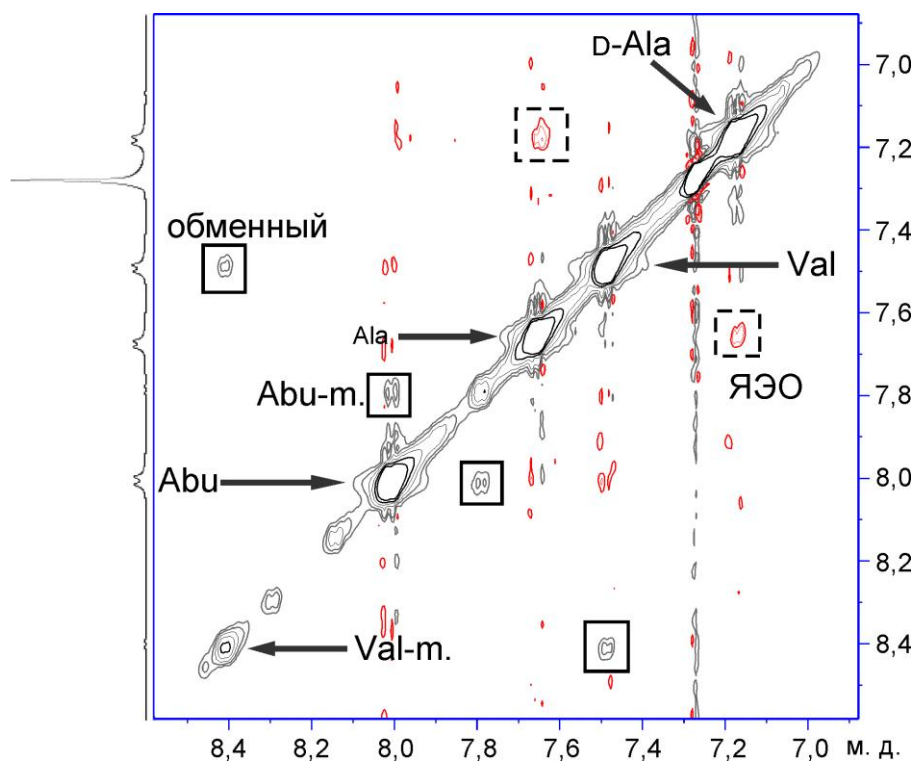 D-Ala
7,0
7,2
обменный
7,4
Val
Ala
7,6
ЯЭО
Abu-m.
7,8
Abu
8,0
8,2
Val-m.
8,4
8,4 8,2 8,0 7,8 7,6 7,4 7,2 7,0 м. д.